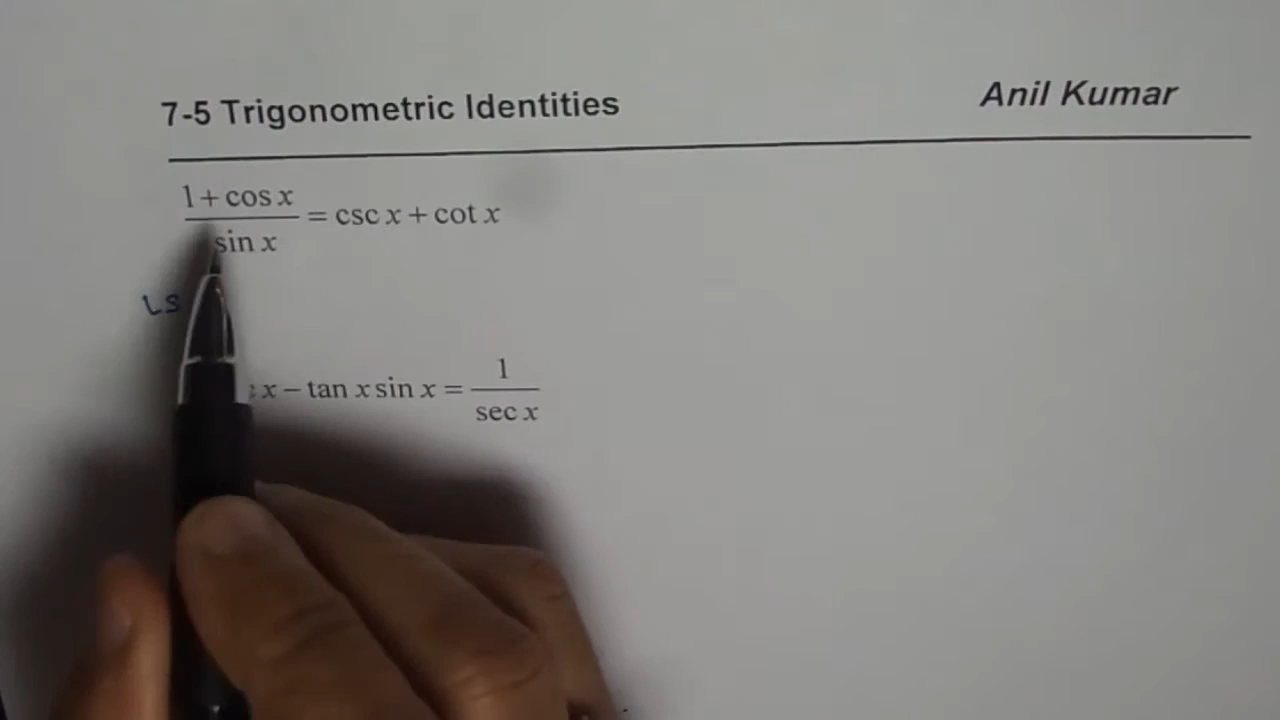 7-5 Trigonometric Identities Anil Kumar
1 + cos x / sin x = csc x + cot x
LS
x − tan x sin x = 1 / sec x